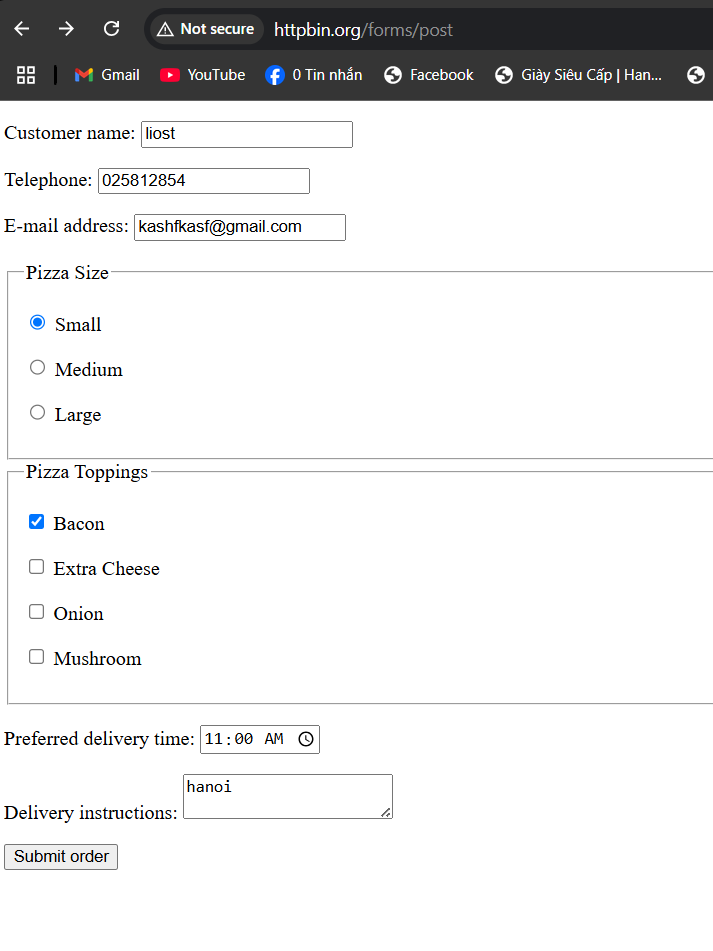 Not secure httpbin.org/forms/post
Gmail YouTube 0 Tin nhắn Facebook Giày Siêu Cấp | Han...
Customer name: liost
Telephone: 025812854
E-mail address: kashfkasf@gmail.com
Pizza Size
Small
Medium
Large
Pizza Toppings
Bacon
Extra Cheese
Onion
Mushroom
Preferred delivery time: 11:00 AM
Delivery instructions: hanoi
Submit order